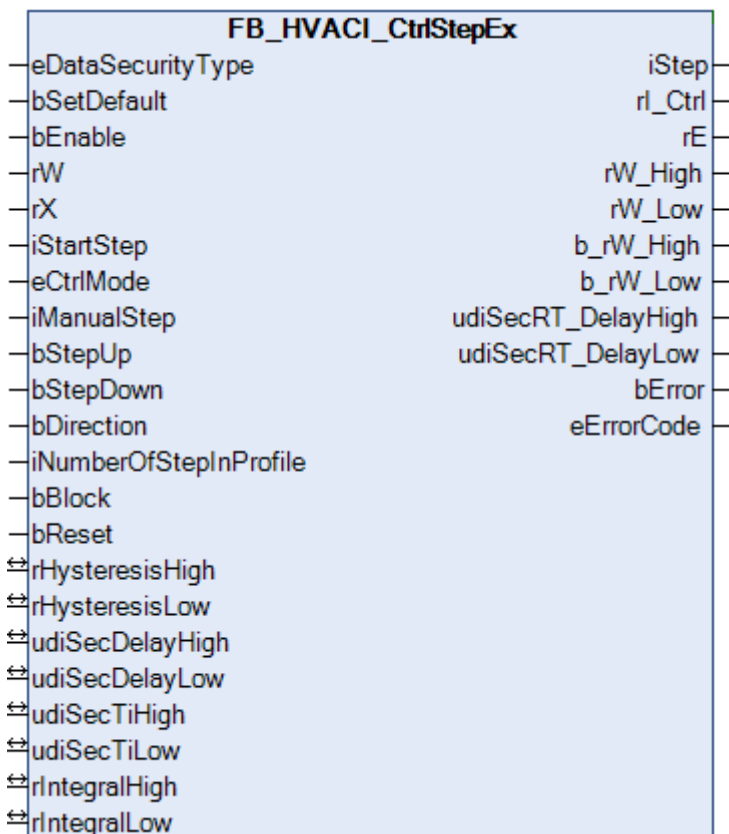 FB_HVACI_CtrlStepEx
eDataSecurityType iStep
bSetDefault rI_Ctrl
bEnable rE
rW rW_High
rX rW_Low
iStartStep b_rW_High
eCtrlMode b_rW_Low
iManualStep udiSecRT_DelayHigh
bStepUp udiSecRT_DelayLow
bStepDown bError
bDirection eErrorCode
iNumberOfStepInProfile
bBlock
bReset
rHysteresisHigh
rHysteresisLow
udiSecDelayHigh
udiSecDelayLow
udiSecTiHigh
udiSecTiLow
rIntegralHigh
rIntegralLow